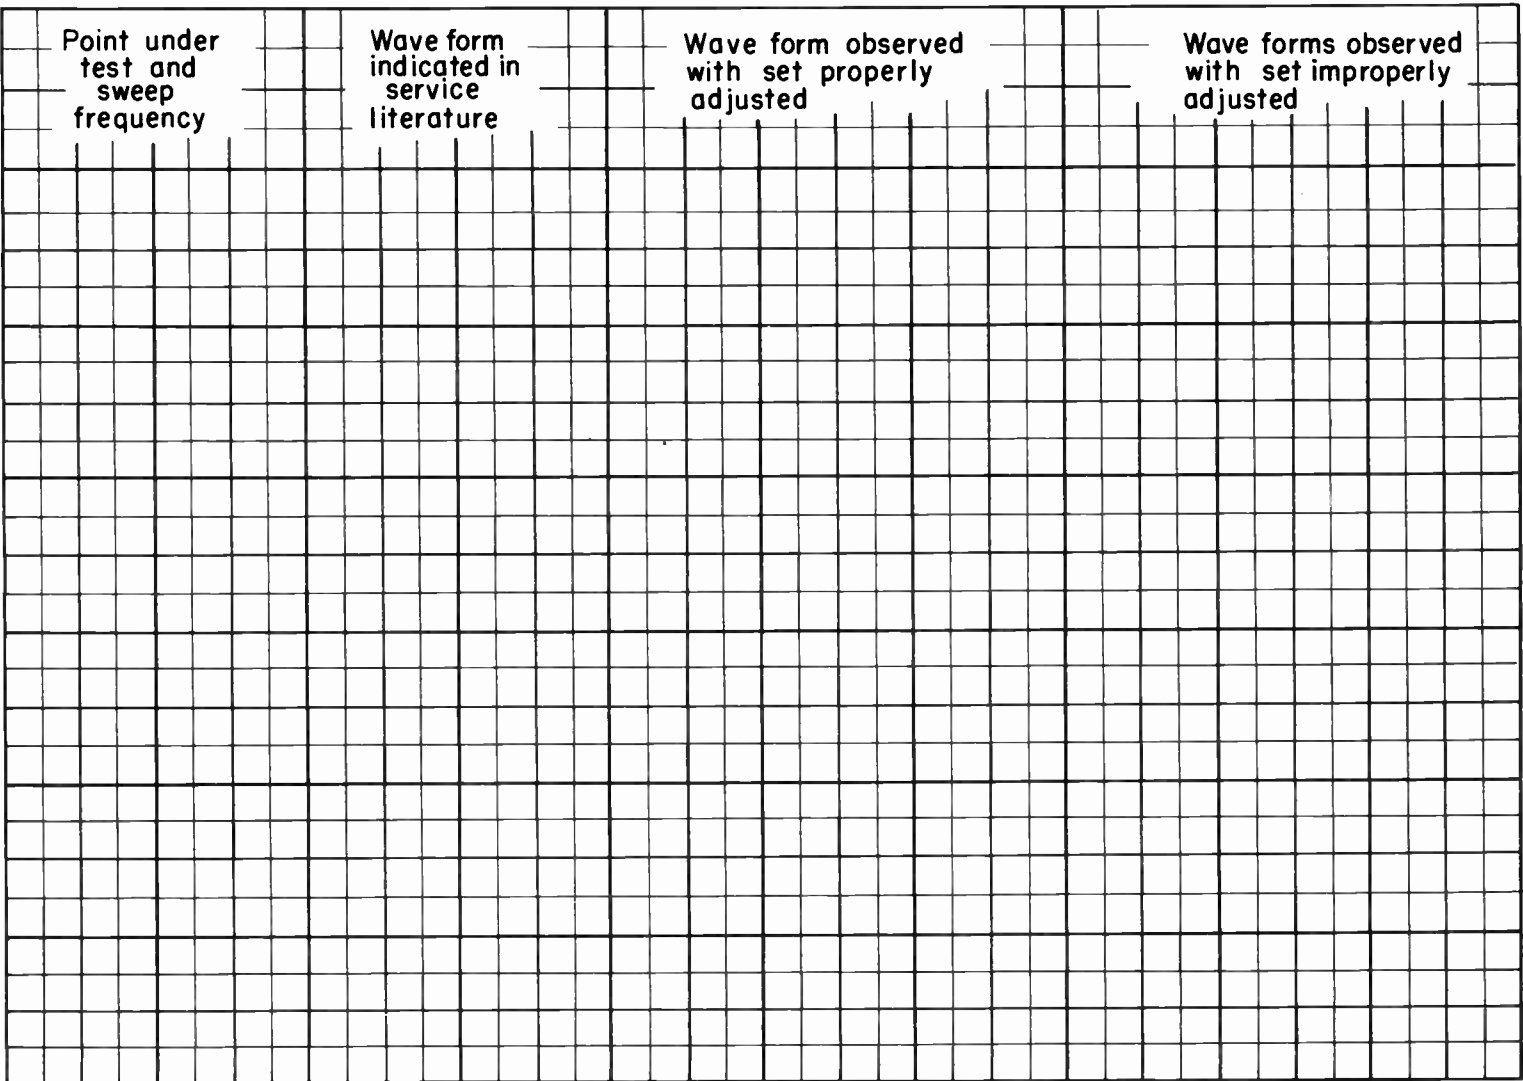 Point under
test and
sweep
frequency
Wave form
indicated in
service
literature
Wave form observed
with set properly
adjusted
Wave forms observed
with set improperly
adjusted